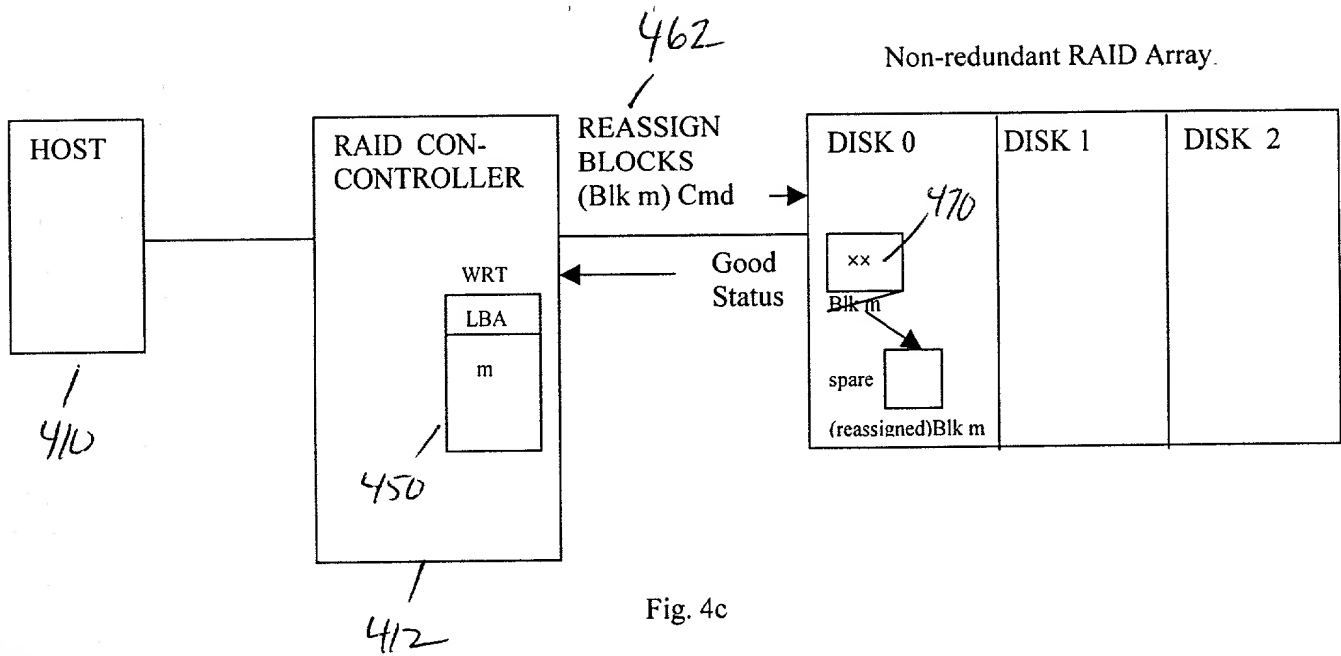 462
Non-redundant RAID Array.
HOST
RAID CON-
CONTROLLER
REASSIGN
BLOCKS
(Blk m) Cmd
DISK 0
DISK 1
DISK 2
470
××
WRT
LBA
m
Good
Status
Blk m
spare
(reassigned)Blk m
410
450
412
Fig. 4c